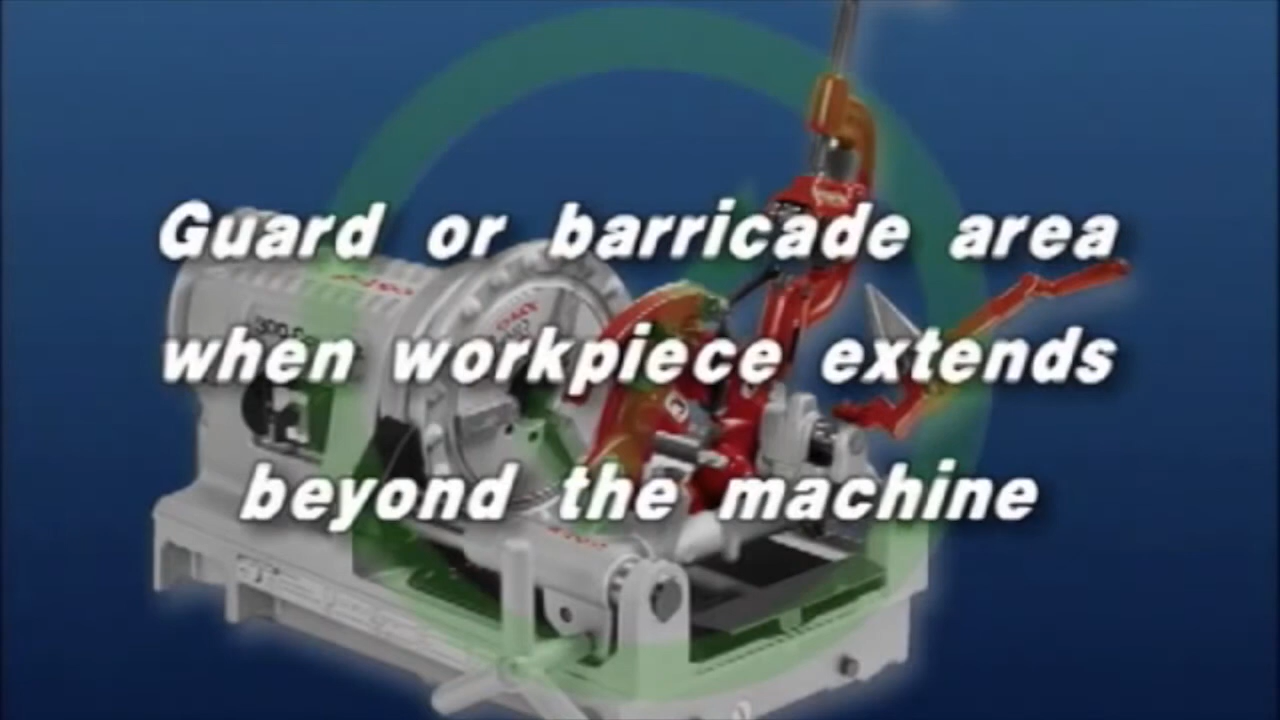 Guard or barricade area
when workpiece extends
beyond the machine